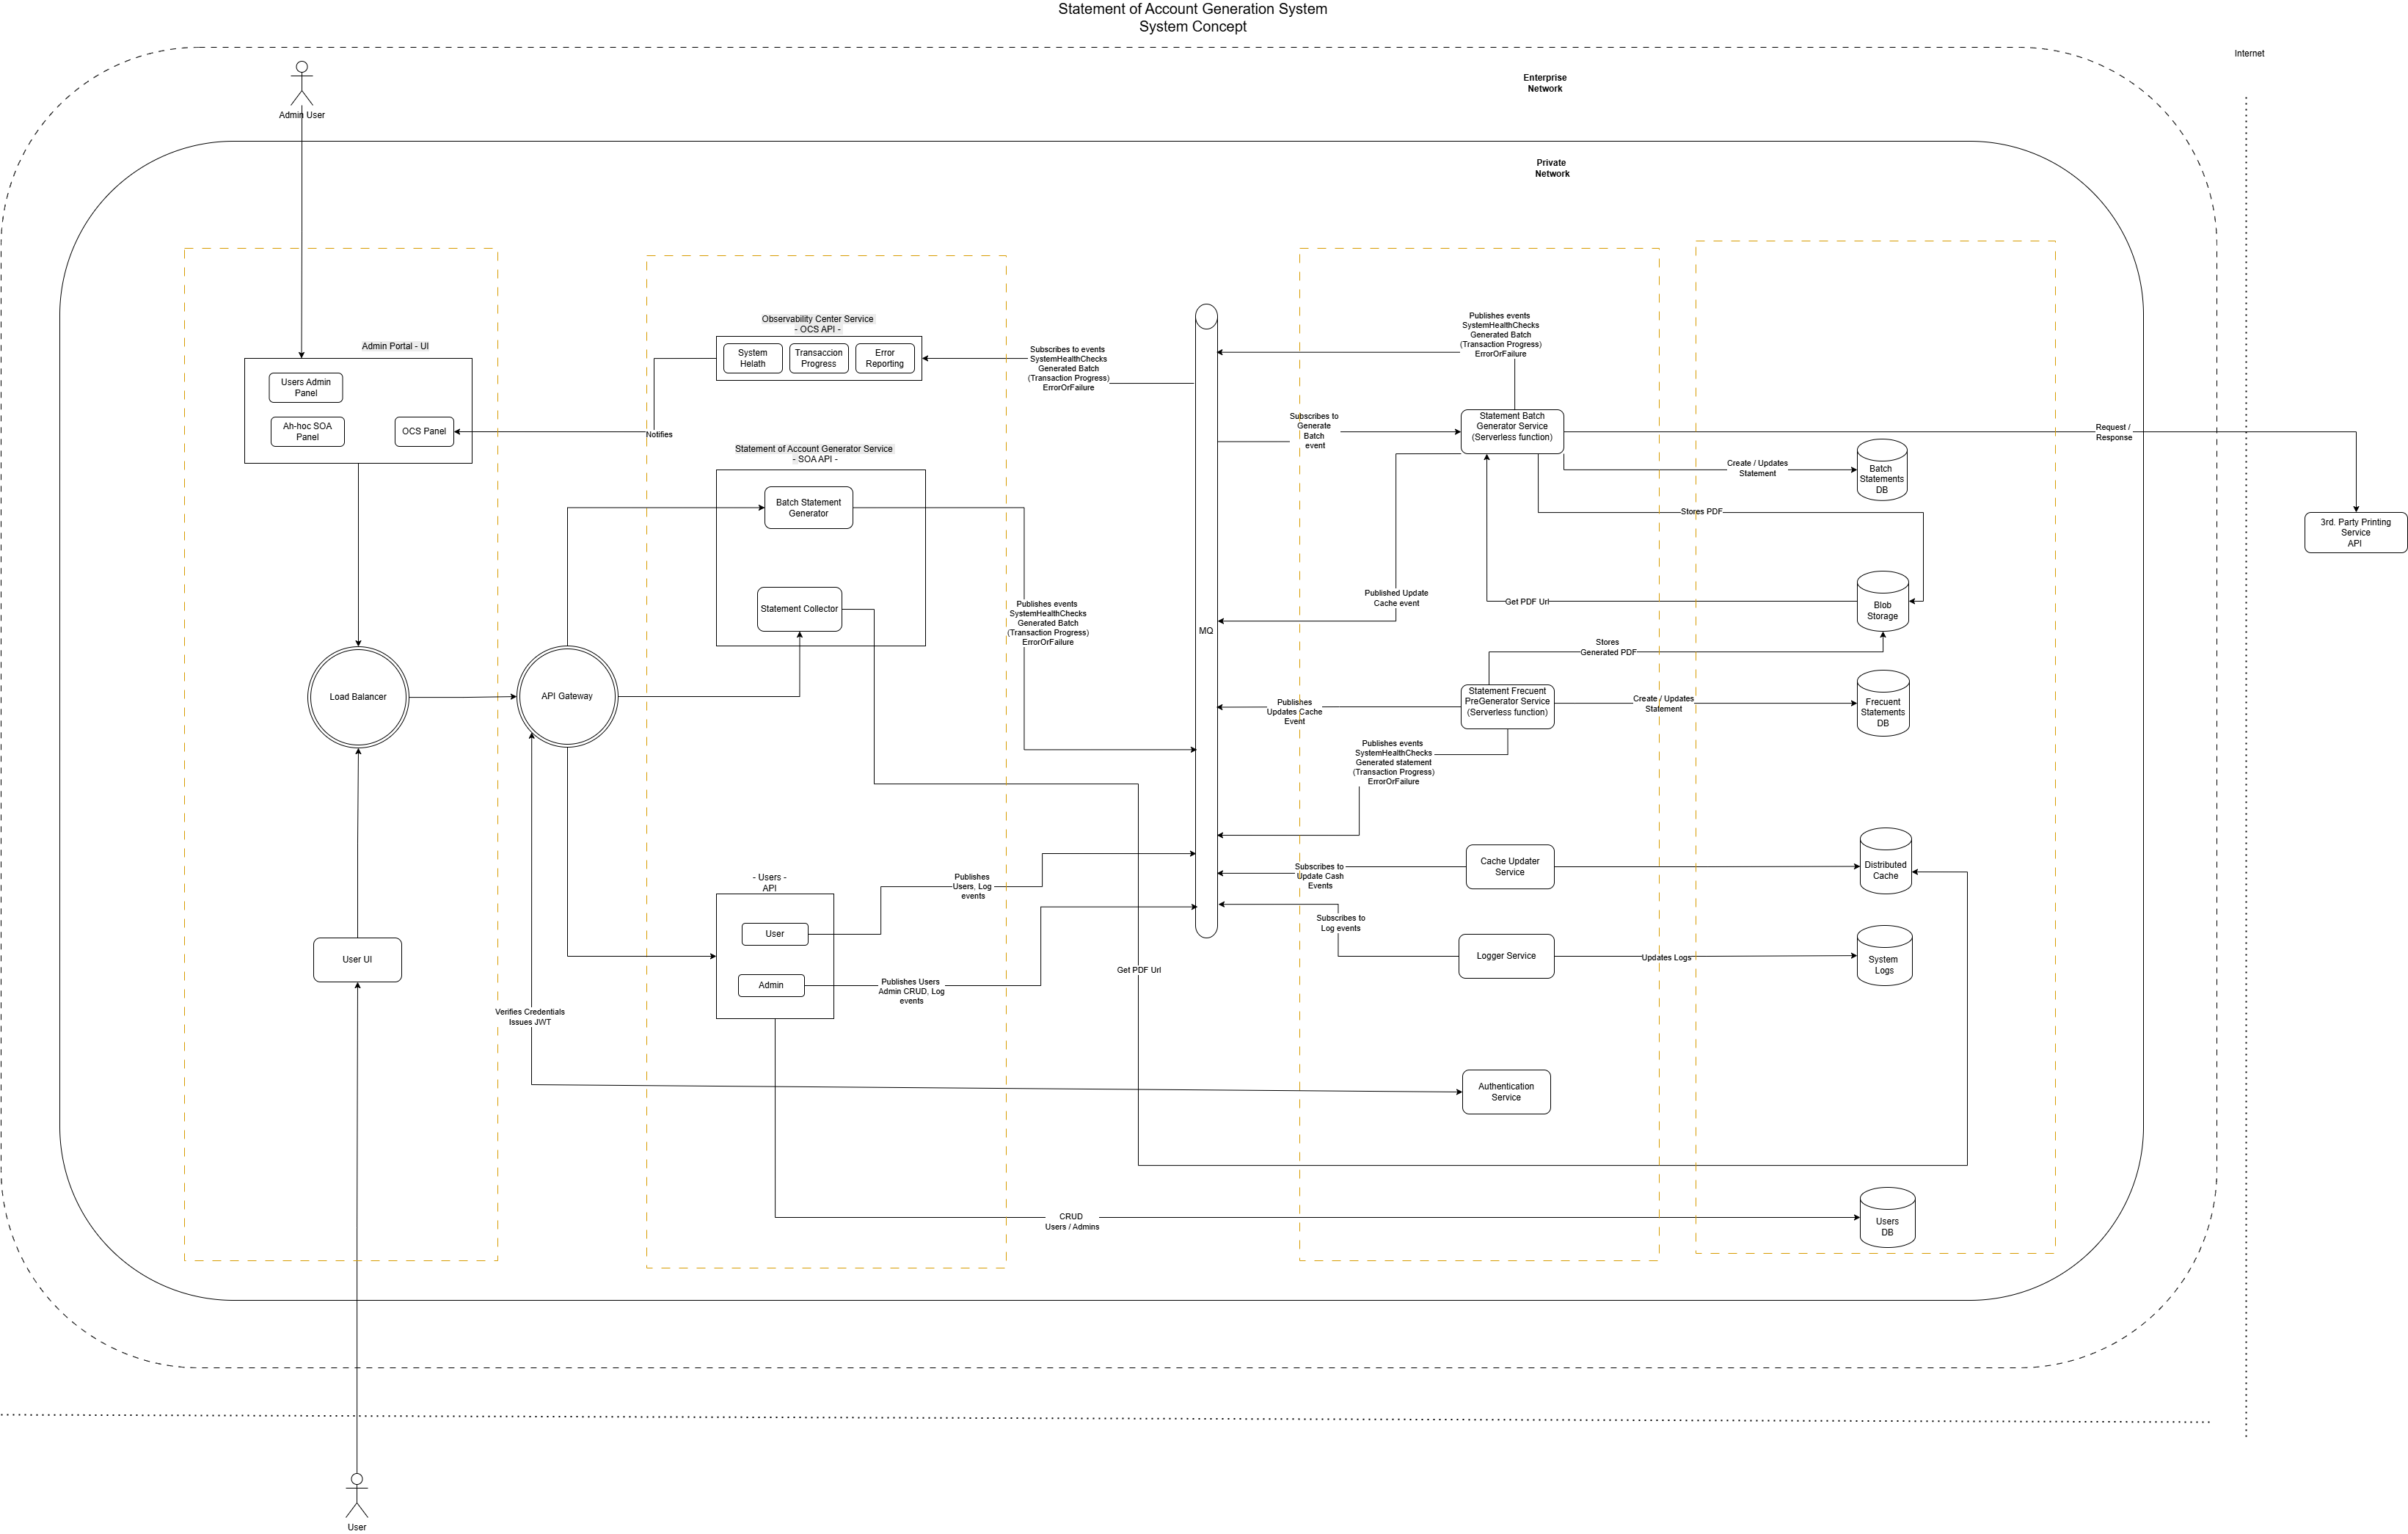 Statement of Account Generation System
System Concept
Internet
Enterprise
Network
Admin User
Private
Network
Admin Portal - UI
Users Admin
Panel
Ah-hoc SOA
Panel
OCS Panel
Load Balancer
User UI
User
API Gateway
Verifies Credentials
Issues JWT
Notifies
Observability Center Service
- OCS API -
System
Helath
Transaccion
Progress
Error
Reporting
Statement of Account Generator Service
- SOA API -
Batch Statement
Generator
Statement Collector
- Users -
API
User
Admin
Subscribes to events
SystemHealthChecks
Generated Batch
(Transaction Progress)
ErrorOrFailure
Publishes events
SystemHealthChecks
Generated Batch
(Transaction Progress)
ErrorOrFailure
Publishes
Users, Log
events
Publishes Users
Admin CRUD, Log
events
Get PDF Url
CRUD
Users / Admins
MQ
Publishes events
SystemHealthChecks
Generated Batch
(Transaction Progress)
ErrorOrFailure
Subscribes to
Generate
Batch
event
Statement Batch
Generator Service
(Serverless function)
Published Update
Cache event
Create / Updates
Statement
Stores PDF
Get PDF Url
Stores
Generated PDF
Publishes
Updates Cache
Event
Statement Frecuent
PreGenerator Service
(Serverless function)
Create / Updates
Statement
Publishes events
SystemHealthChecks
Generated statement
(Transaction Progress)
ErrorOrFailure
Subscribes to
Update Cash
Events
Cache Updater
Service
Subscribes to
Log events
Logger Service
Updates Logs
Authentication
Service
Batch
Statements
DB
Blob
Storage
Frecuent
Statements
DB
Distributed
Cache
System
Logs
Users
DB
Request /
Response
3rd. Party Printing
Service
API